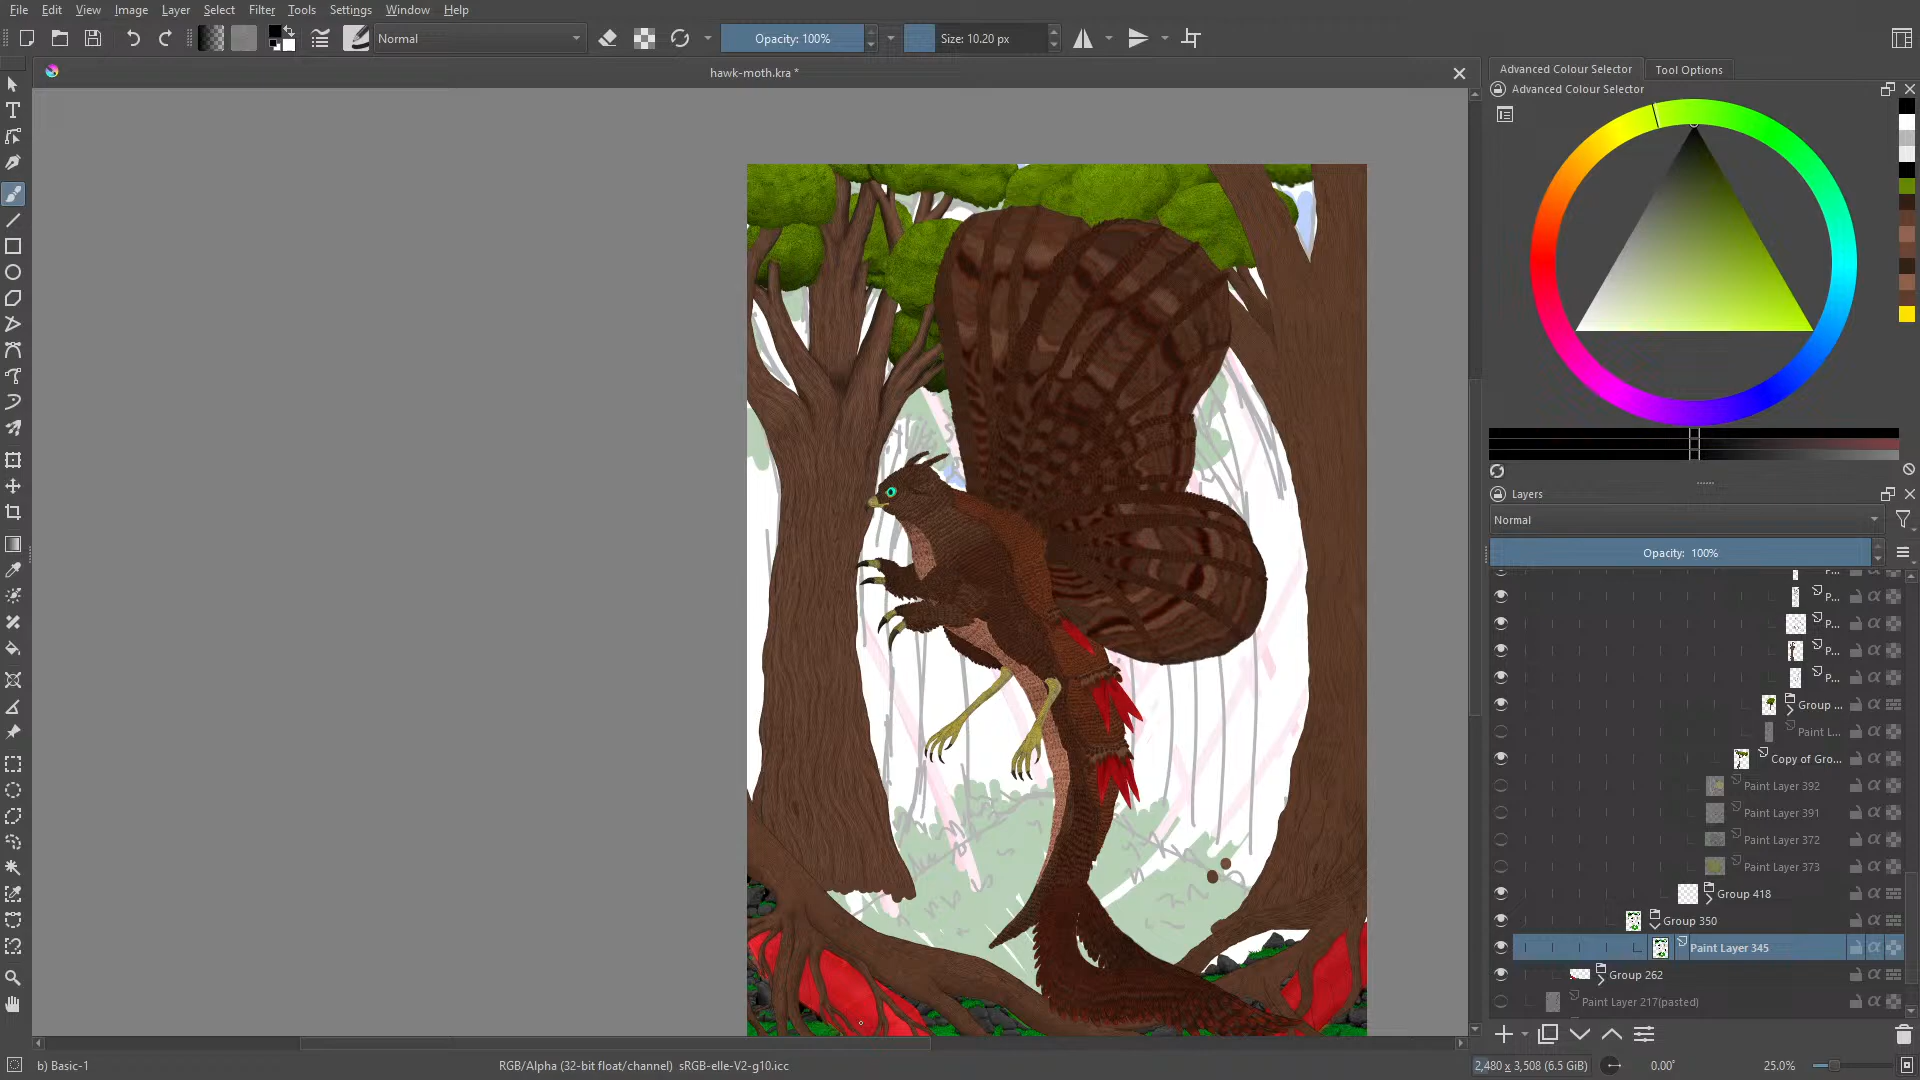 File Edit View Image Layer Select Filter Tools Settings Window Help
Normal Opacity: 100% Size: 10.20 px
hawk-moth.kra *
Advanced Colour Selector Tool Options
Advanced Colour Selector
Layers
Normal
Opacity: 100%
P...
P...
P...
P...
P...
Group ...
Paint L...
Copy of Gro...
Paint Layer 392
Paint Layer 391
Paint Layer 372
Paint Layer 373
Group 418
Group 350
Paint Layer 345
Group 262
Paint Layer 217(pasted)
b) Basic-1 RGB/Alpha (32-bit float/channel) sRGB-elle-V2-g10.icc 2,480 x 3,508 (6.5 GiB) 0.00° 25.0%